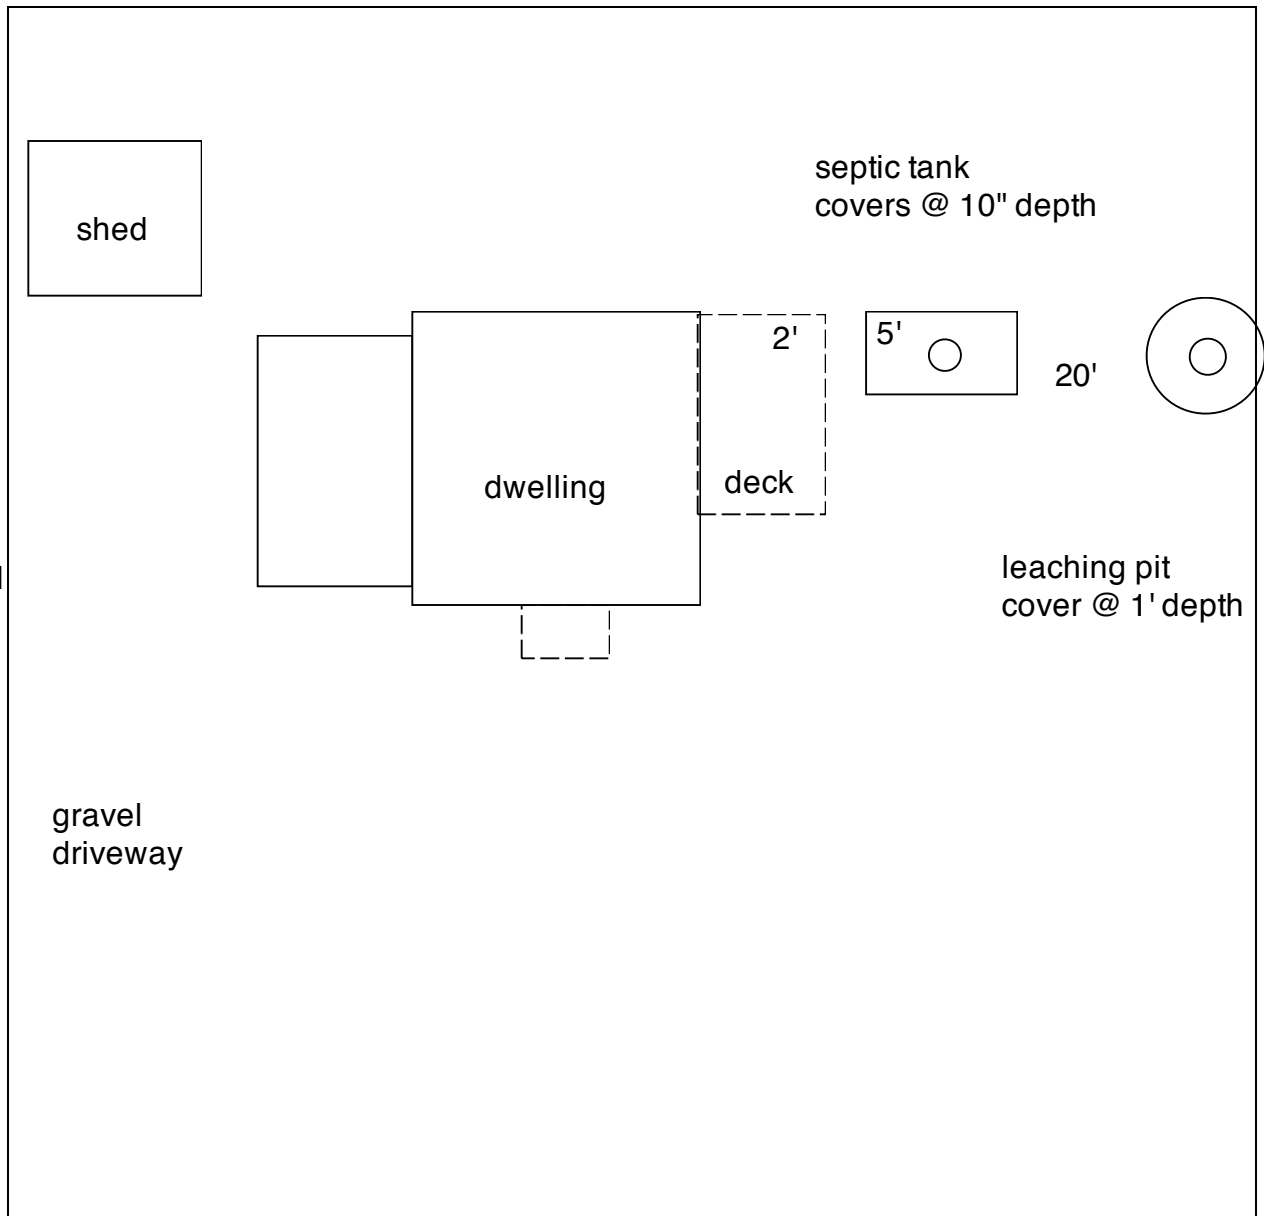 septic tank
covers @ 10" depth
shed
2'
5'
20'
dwelling
deck
leaching pit
cover @ 1' depth
gravel
driveway